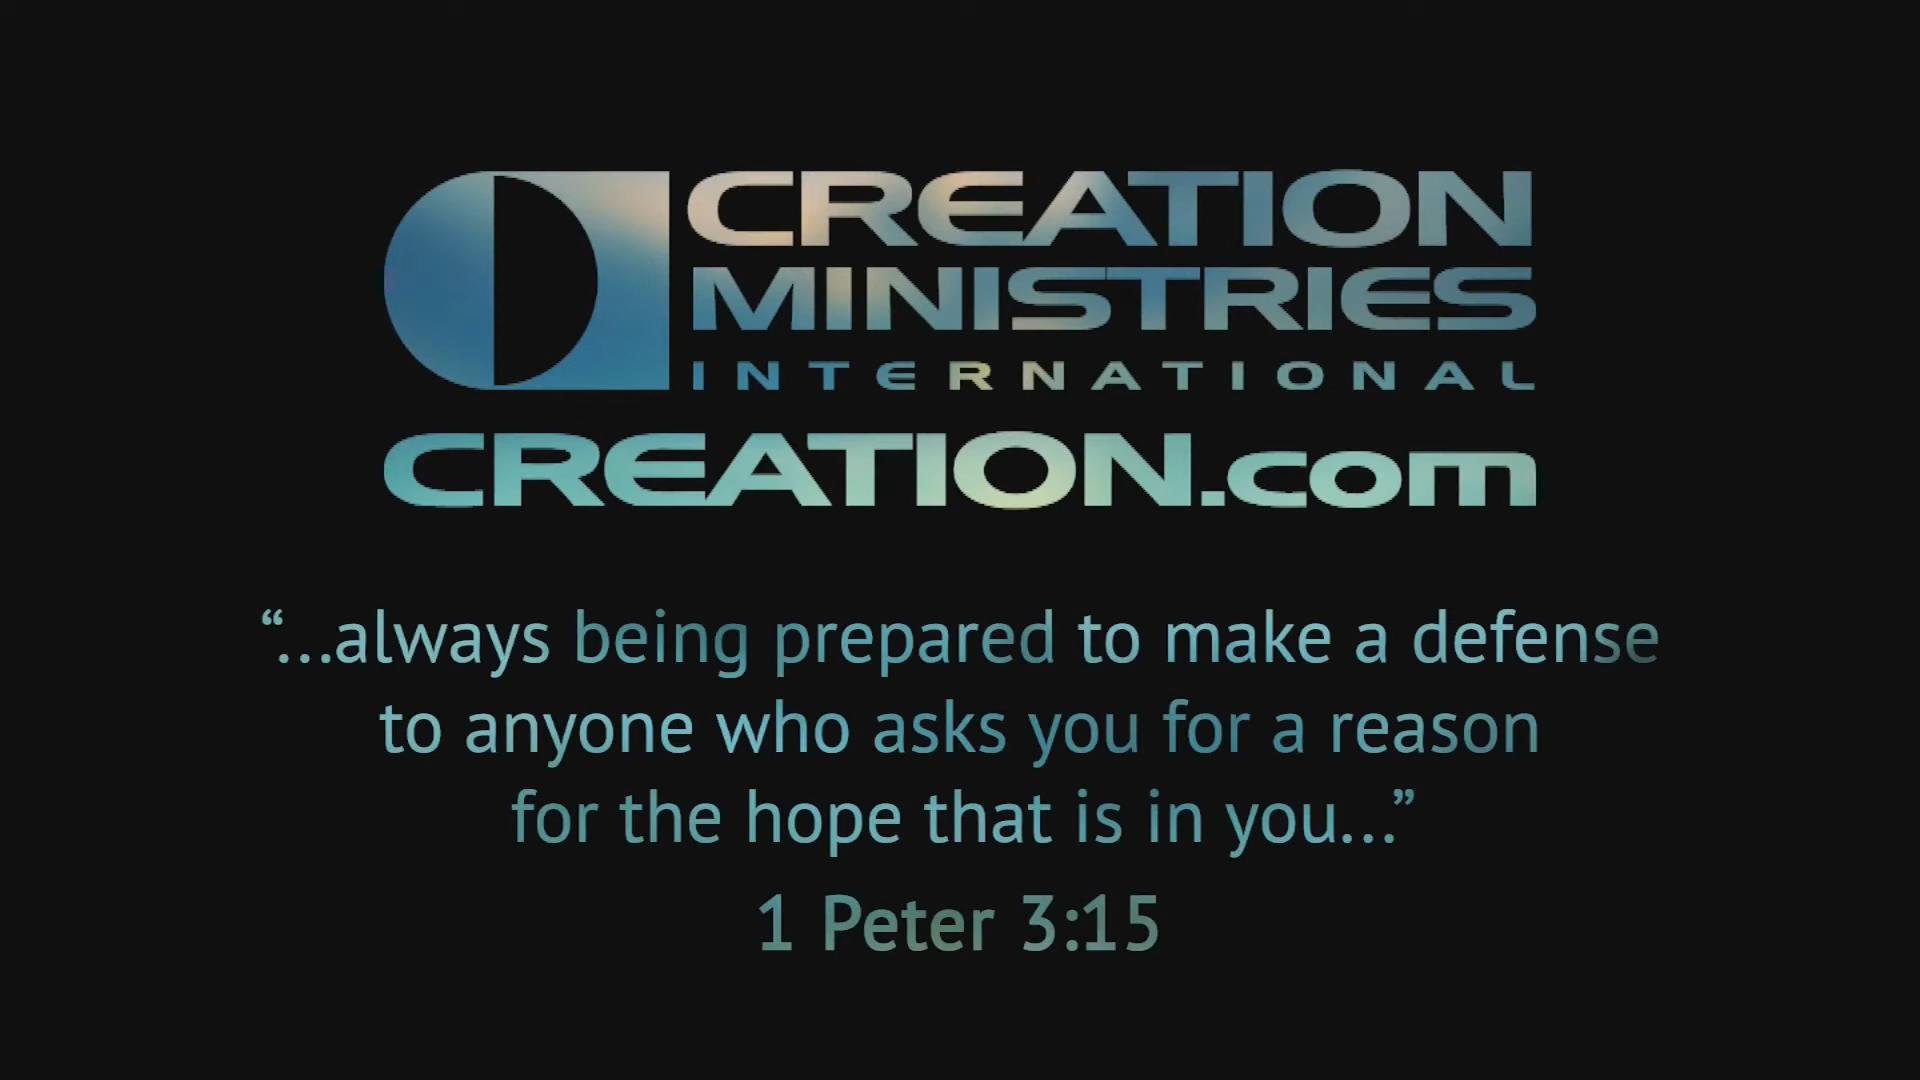 CREATION
MINISTRIES
INTERNATIONAL
CREATION.com
“...always being prepared to make a defense
to anyone who asks you for a reason
for the hope that is in you...”
1 Peter 3:15